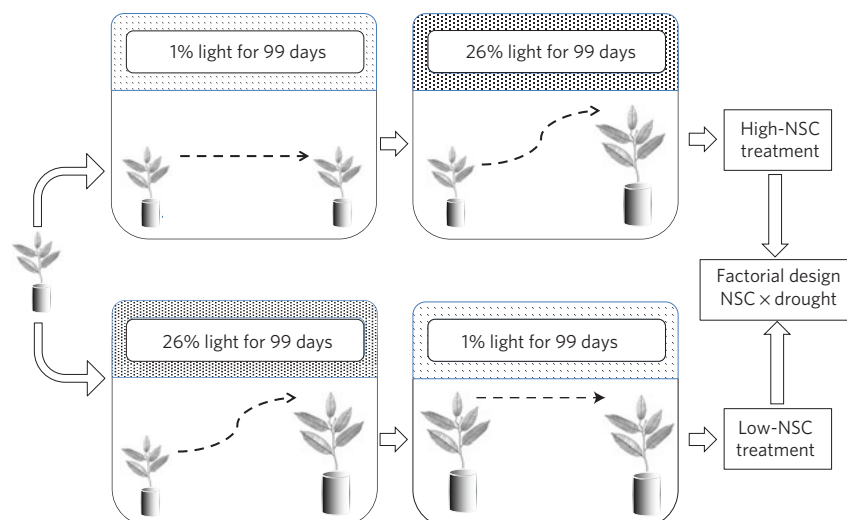 1% light for 99 days
26% light for 99 days
High-NSC
treatment
Factorial design
NSC × drought
26% light for 99 days
1% light for 99 days
Low-NSC
treatment